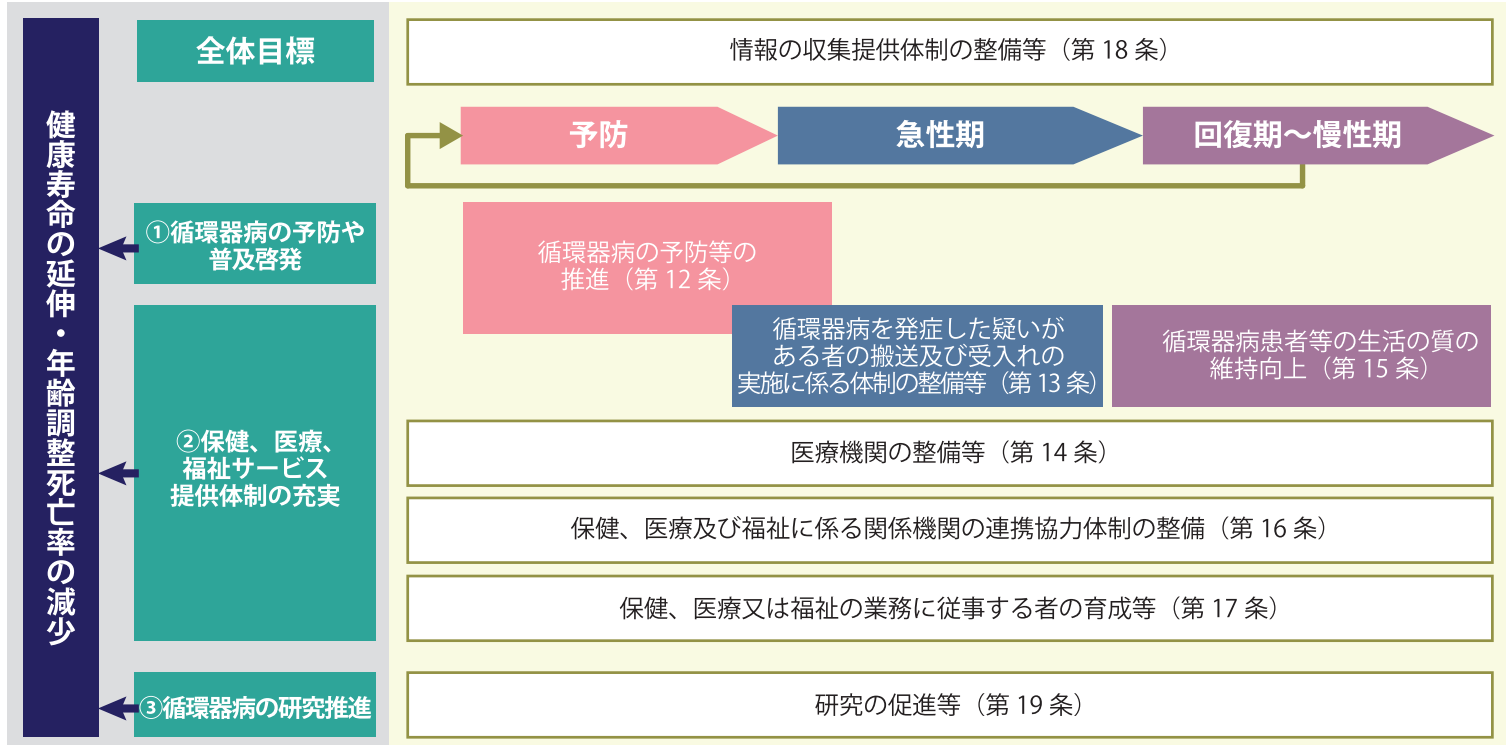 健康寿命の延伸・年齢調整死亡率の減少
全体目標
情報の収集提供体制の整備等（第 18 条）
予防
急性期
回復期～慢性期
①循環器病の予防や
普及啓発
循環器病の予防等の
推進（第 12 条）
循環器病を発症した疑いが
ある者の搬送及び受入れの
実施に係る体制の整備等（第 13 条）
循環器病患者等の生活の質の
維持向上（第 15 条）
②保健、医療、
福祉サービス
提供体制の充実
医療機関の整備等（第 14 条）
保健、医療及び福祉に係る関係機関の連携協力体制の整備（第 16 条）
保健、医療又は福祉の業務に従事する者の育成等（第 17 条）
③循環器病の研究推進
研究の促進等（第 19 条）